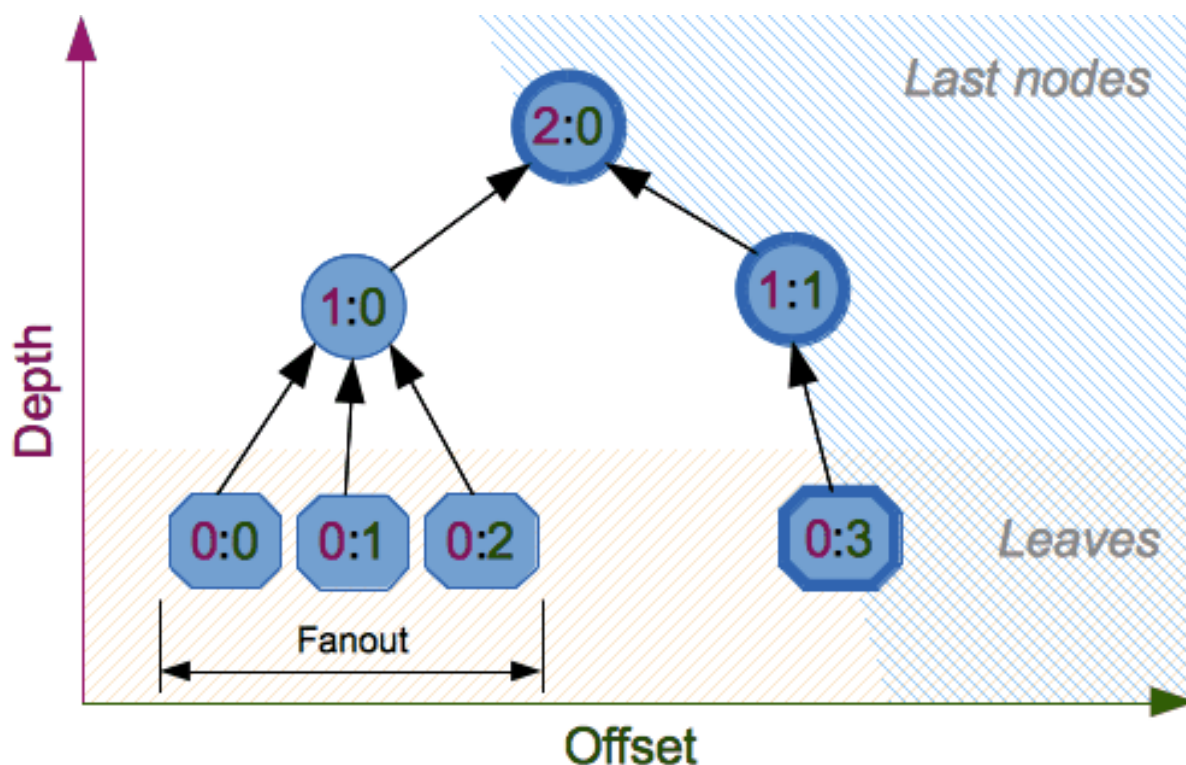 Last nodes
2:0
1:0
1:1
Depth
0:0 0:1 0:2 0:3
Leaves
Fanout
Offset